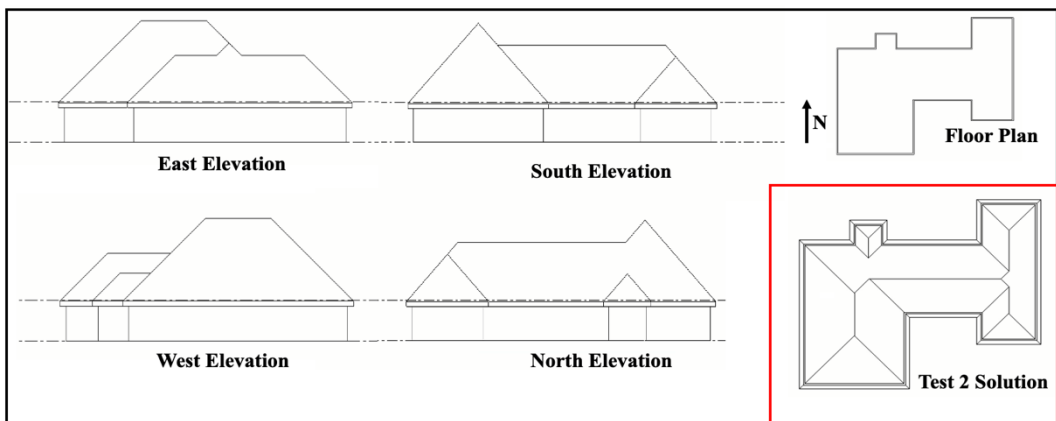 East Elevation
South Elevation
N
Floor Plan
West Elevation
North Elevation
Test 2 Solution